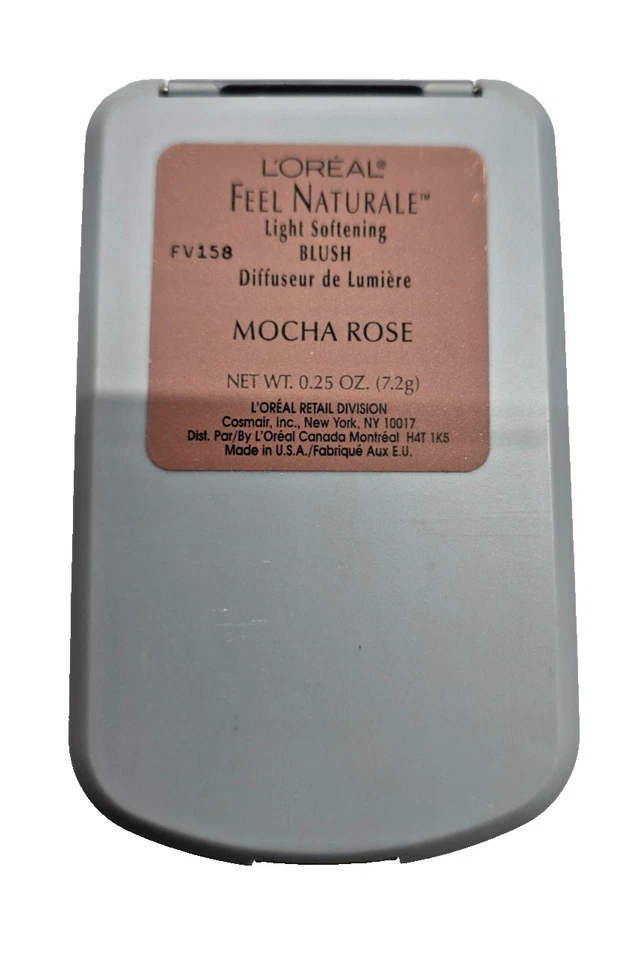 L'ORÉAL®
FEEL NATURALE™
Light Softening
FV158 BLUSH
Diffuseur de Lumière
MOCHA ROSE
NET WT. 0.25 OZ. (7.2g)
L'ORÉAL RETAIL DIVISION
Cosmair, Inc., New York, NY 10017
Dist. Par/By L'Oréal Canada Montréal H4T 1K5
Made in U.S.A./Fabriqué Aux E.U.